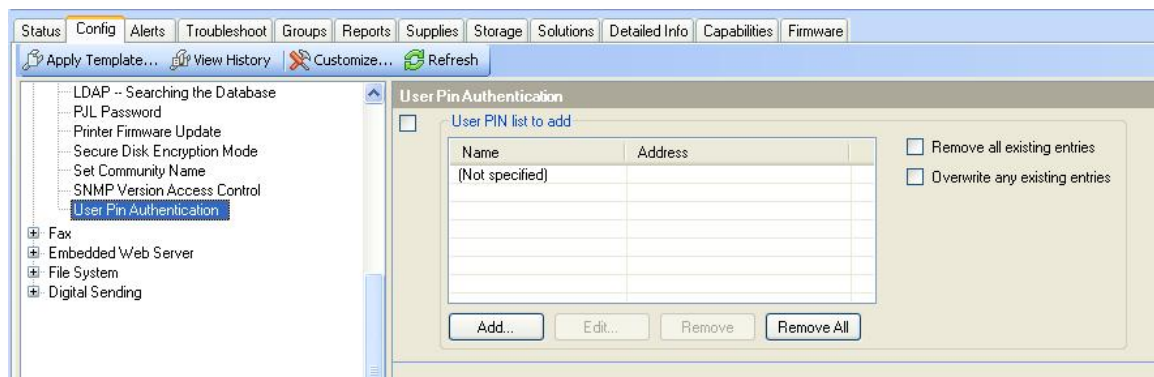 Status Config Alerts Troubleshoot Groups Reports Supplies Storage Solutions Detailed Info Capabilities Firmware
Apply Template... View History Customize... Refresh
LDAP -- Searching the Database
PJL Password
Printer Firmware Update
Secure Disk Encryption Mode
Set Community Name
SNMP Version Access Control
User Pin Authentication
Fax
Embedded Web Server
File System
Digital Sending
User Pin Authentication
User PIN list to add
Name Address
(Not specified)
Add... Edit... Remove Remove All
Remove all existing entries
Overwrite any existing entries